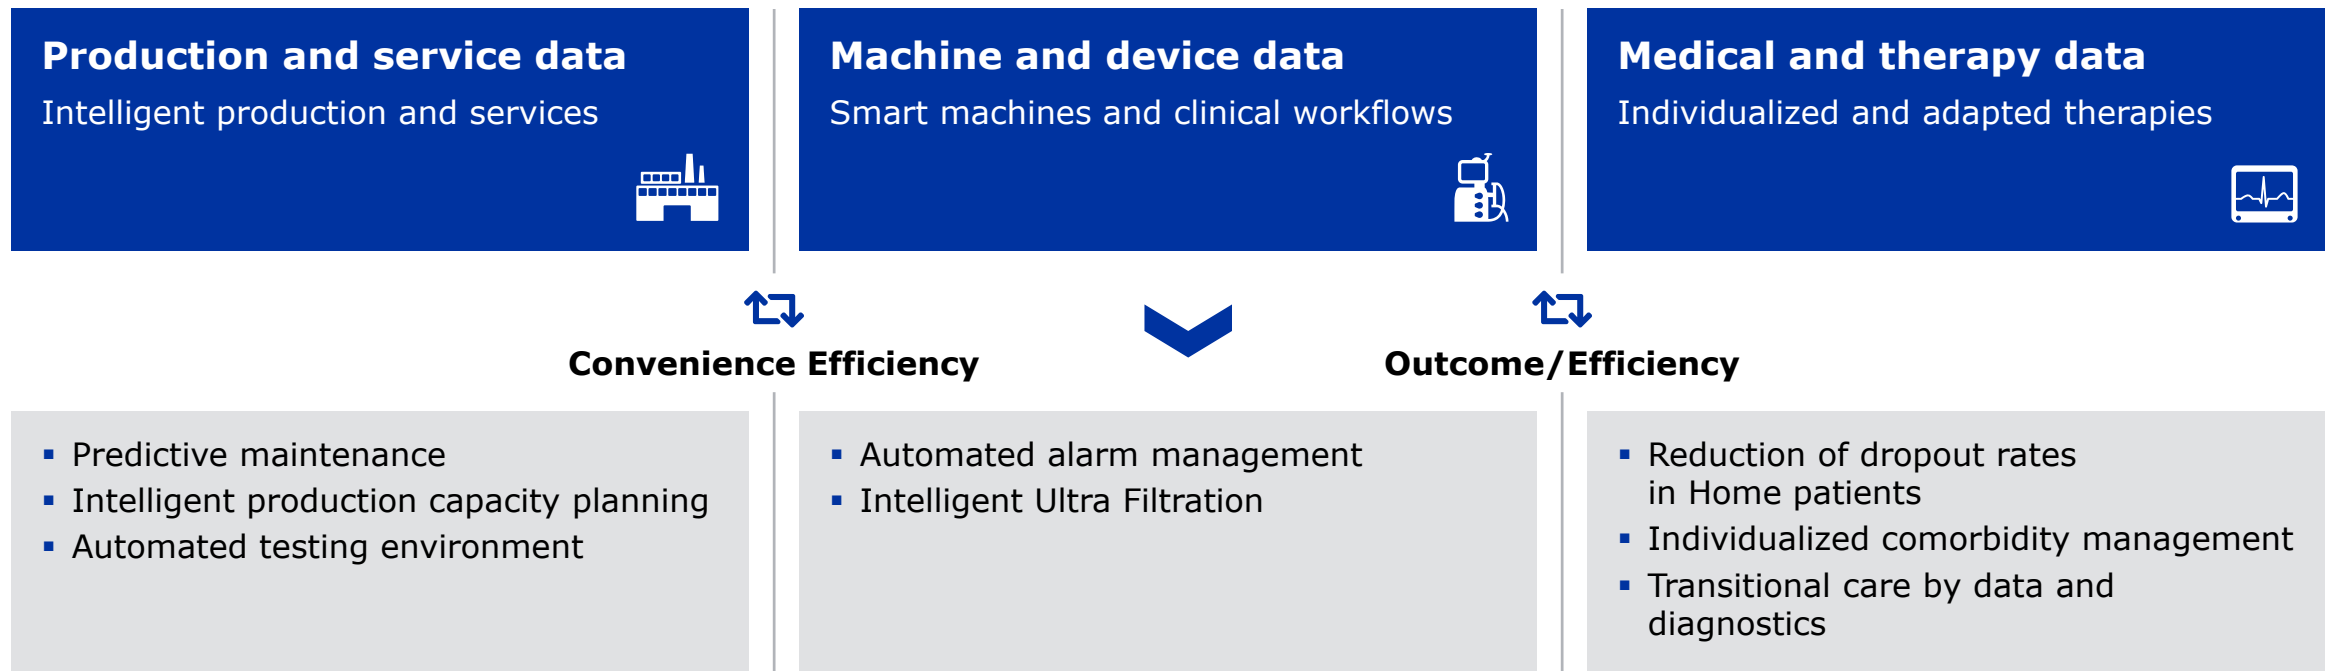 Production and service data
Intelligent production and services
Machine and device data
Smart machines and clinical workflows
Medical and therapy data
Individualized and adapted therapies
Convenience Efficiency
Outcome/Efficiency
▪ Predictive maintenance
▪ Intelligent production capacity planning
▪ Automated testing environment
▪ Automated alarm management
▪ Intelligent Ultra Filtration
▪ Reduction of dropout rates
in Home patients
▪ Individualized comorbidity management
▪ Transitional care by data and
diagnostics